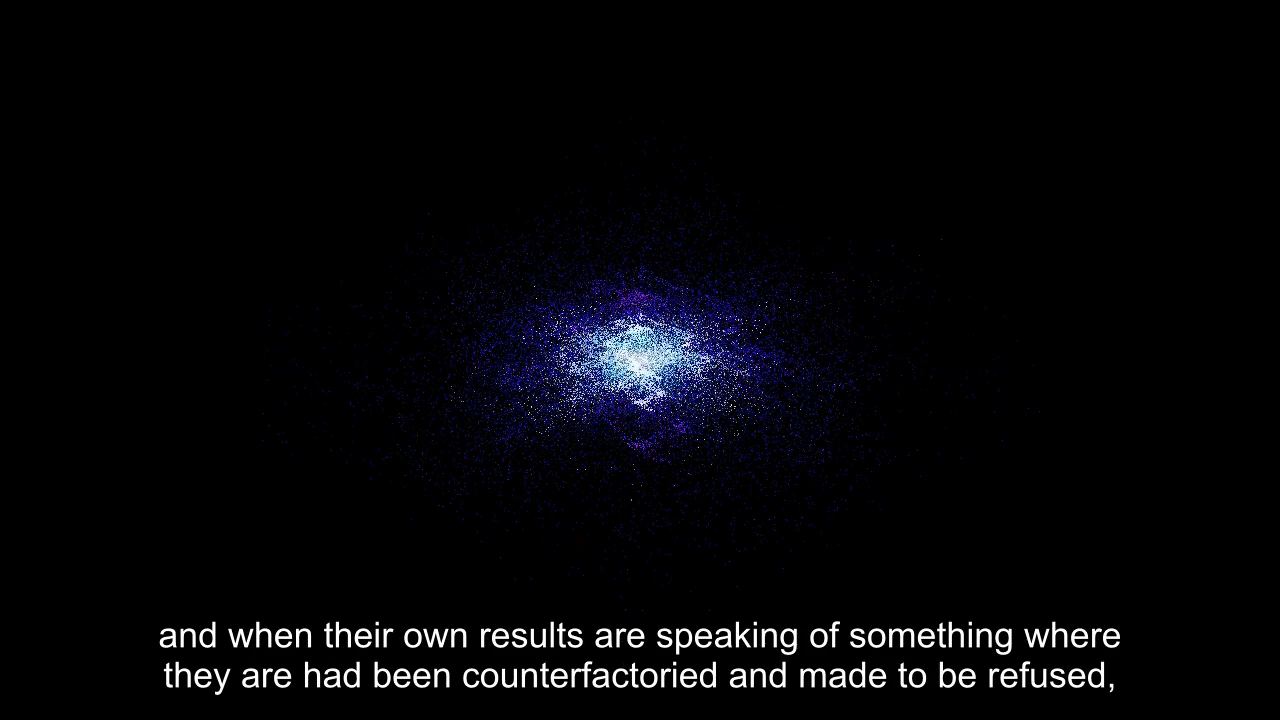 and when their own results are speaking of something where
they are had been counterfactoried and made to be refused,